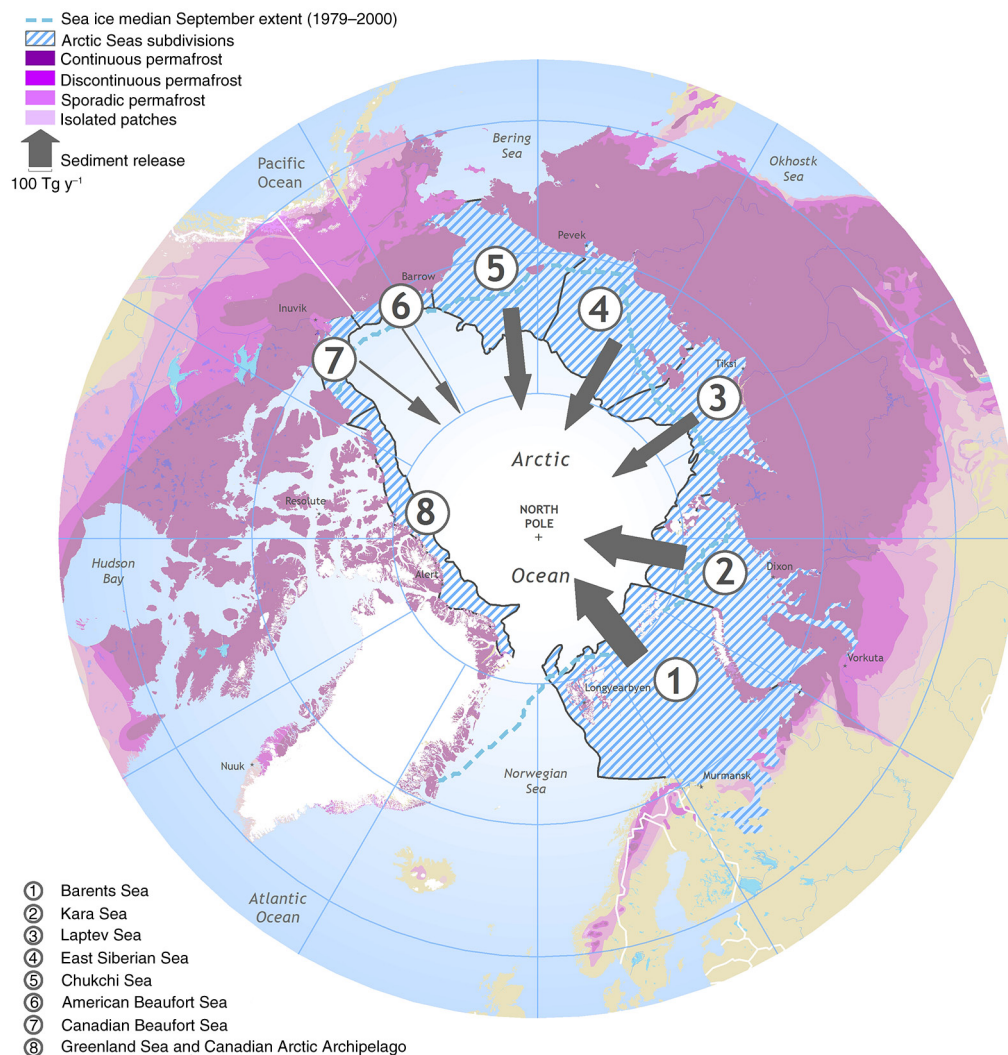 Sea ice median September extent (1979–2000)
Arctic Seas subdivisions
Continuous permafrost
Discontinuous permafrost
Sporadic permafrost
Isolated patches
Sediment release
100 Tg y⁻¹
Pacific
Ocean
Bering
Sea
Okhostk
Sea
Pevek
Barrow
5
6
4
Inuvik
7
Tiksi
3
Arctic
Resolute
8
NORTH
POLE
+
Hudson
Bay
Alert
Ocean
2
Dixon
Vorkuta
1
Longyearbyen
Nuuk
Norwegian
Sea
Murmansk
Atlantic
Ocean
1 Barents Sea
2 Kara Sea
3 Laptev Sea
4 East Siberian Sea
5 Chukchi Sea
6 American Beaufort Sea
7 Canadian Beaufort Sea
8 Greenland Sea and Canadian Arctic Archipelago